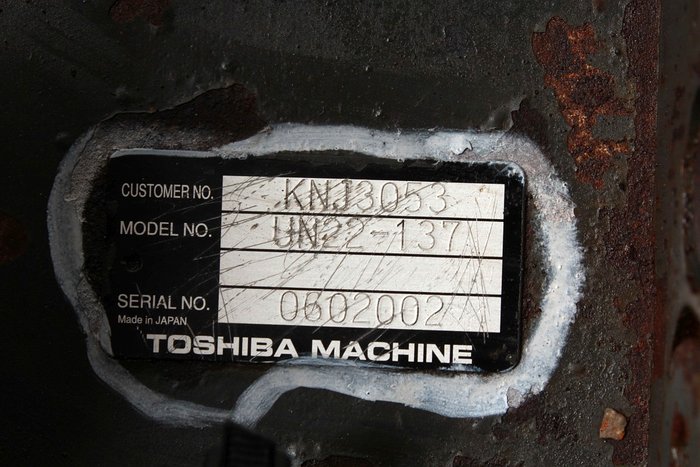 CUSTOMER NO. KNJ3053
MODEL NO. UN22-137
SERIAL NO. 0602002
Made in JAPAN
TOSHIBA MACHINE